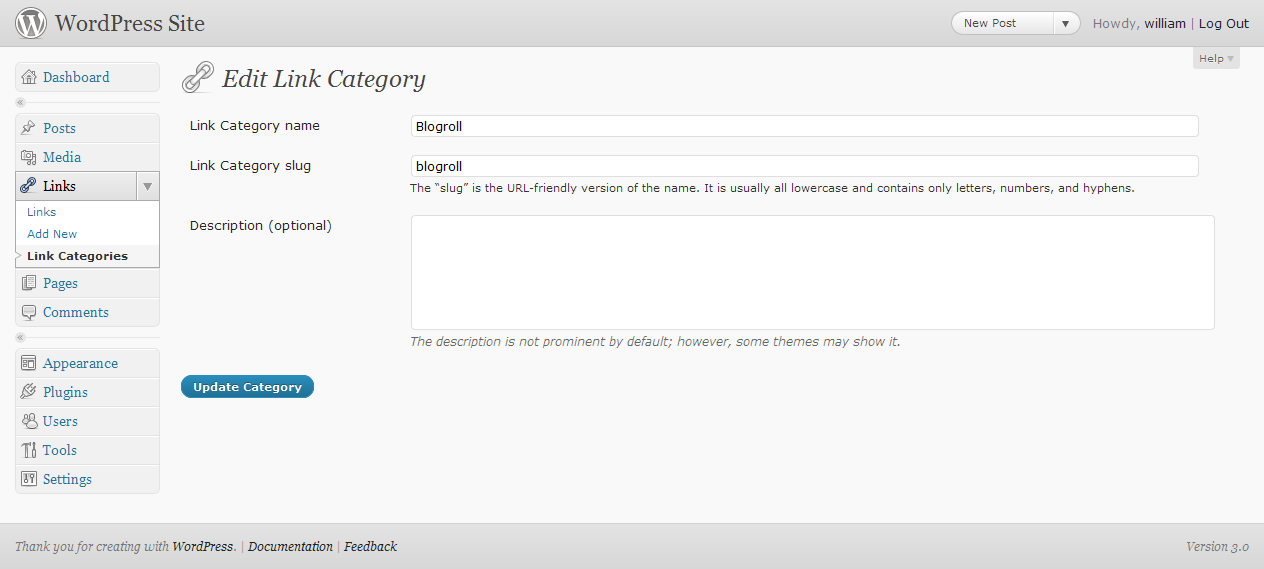 WordPress Site
New Post
Howdy, william | Log Out
Help
Dashboard
Posts
Media
Links
Links
Add New
Link Categories
Pages
Comments
Appearance
Plugins
Users
Tools
Settings
Edit Link Category
Link Category name
Blogroll
Link Category slug
blogroll
The “slug” is the URL-friendly version of the name. It is usually all lowercase and contains only letters, numbers, and hyphens.
Description (optional)
The description is not prominent by default; however, some themes may show it.
Update Category
Thank you for creating with WordPress. | Documentation | Feedback
Version 3.0